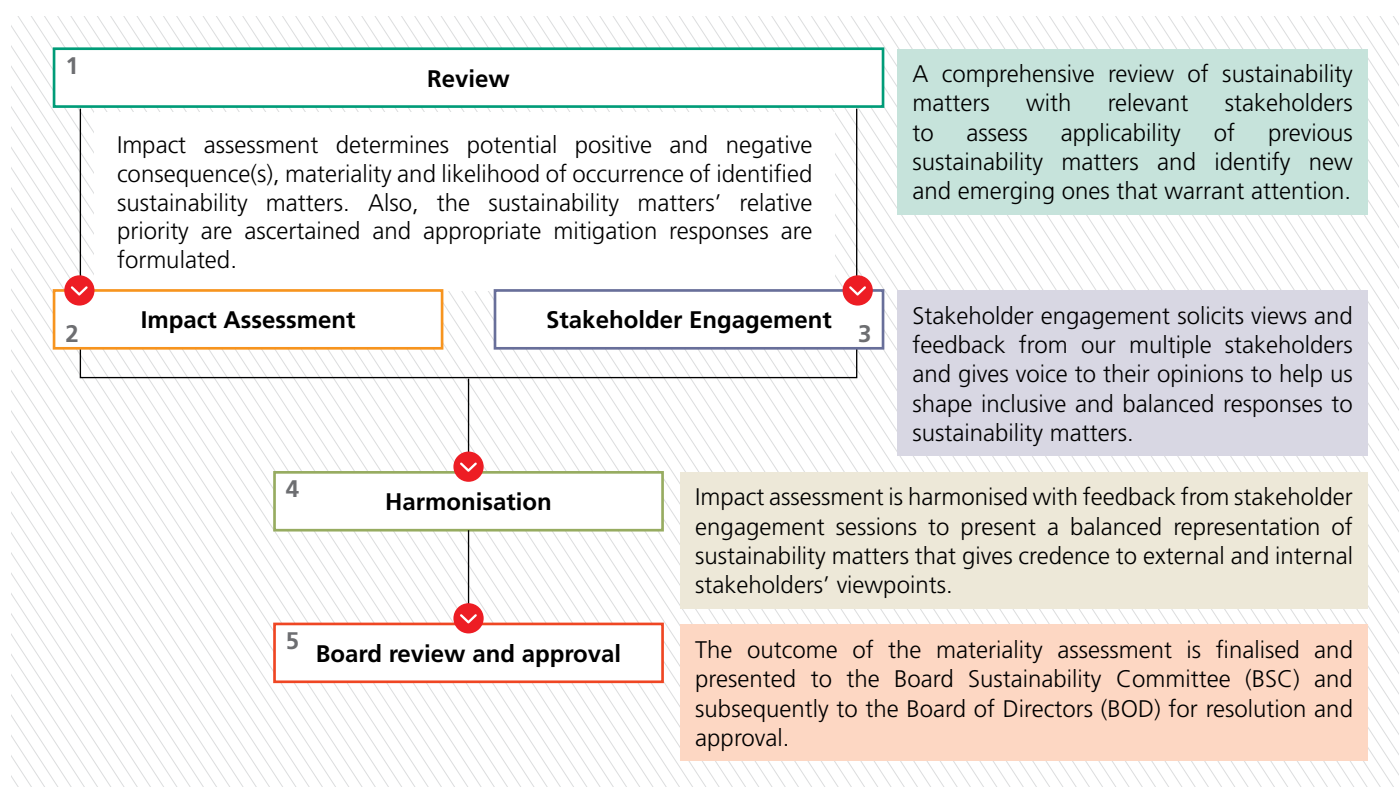 1
Review
A comprehensive review of sustainability
matters with relevant stakeholders
to assess applicability of previous
sustainability matters and identify new
and emerging ones that warrant attention.
Impact assessment determines potential positive and negative
consequence(s), materiality and likelihood of occurrence of identified
sustainability matters. Also, the sustainability matters’ relative
priority are ascertained and appropriate mitigation responses are
formulated.
2
Impact Assessment
Stakeholder Engagement
3
Stakeholder engagement solicits views and
feedback from our multiple stakeholders
and gives voice to their opinions to help us
shape inclusive and balanced responses to
sustainability matters.
4
Harmonisation
Impact assessment is harmonised with feedback from stakeholder
engagement sessions to present a balanced representation of
sustainability matters that gives credence to external and internal
stakeholders’ viewpoints.
5
Board review and approval
The outcome of the materiality assessment is finalised and
presented to the Board Sustainability Committee (BSC) and
subsequently to the Board of Directors (BOD) for resolution and
approval.